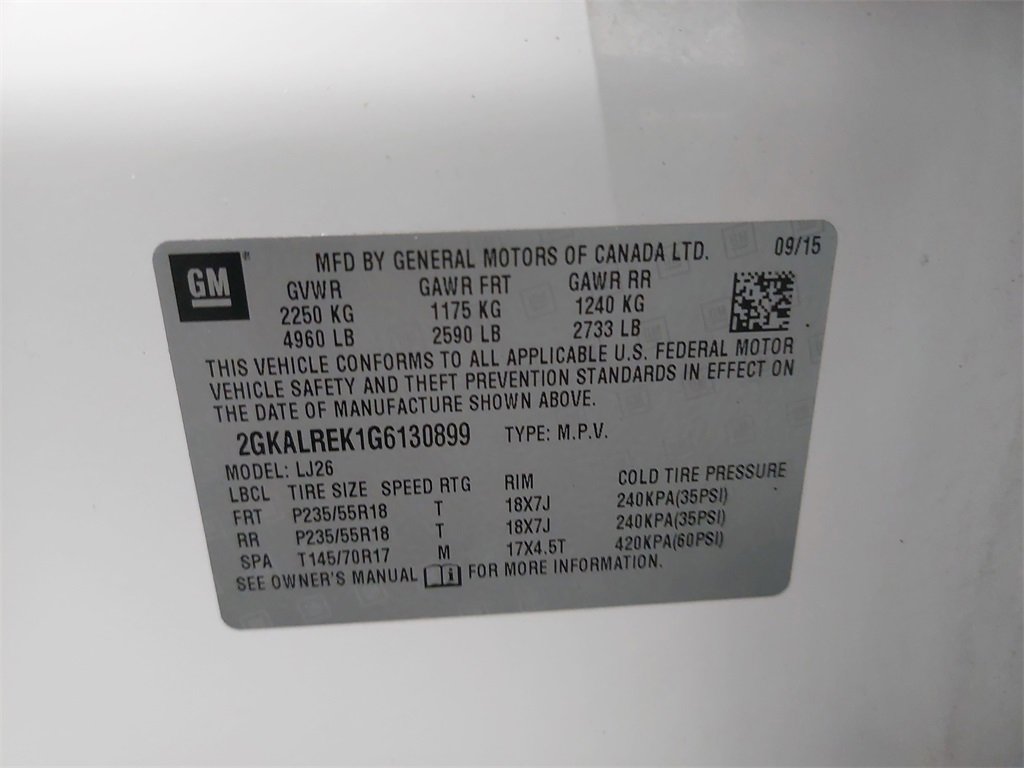 GM
MFD BY GENERAL MOTORS OF CANADA LTD. 09/15
GVWR GAWR FRT GAWR RR
2250 KG 1175 KG 1240 KG
4960 LB 2590 LB 2733 LB
THIS VEHICLE CONFORMS TO ALL APPLICABLE U.S. FEDERAL MOTOR
VEHICLE SAFETY AND THEFT PREVENTION STANDARDS IN EFFECT ON
THE DATE OF MANUFACTURE SHOWN ABOVE.
2GKALREK1G6130899 TYPE: M.P.V.
MODEL: LJ26
LBCL TIRE SIZE SPEED RTG RIM COLD TIRE PRESSURE
FRT P235/55R18 T 18X7J 240KPA(35PSI)
RR P235/55R18 T 18X7J 240KPA(35PSI)
SPA T145/70R17 M 17X4.5T 420KPA(60PSI)
SEE OWNER'S MANUAL FOR MORE INFORMATION.